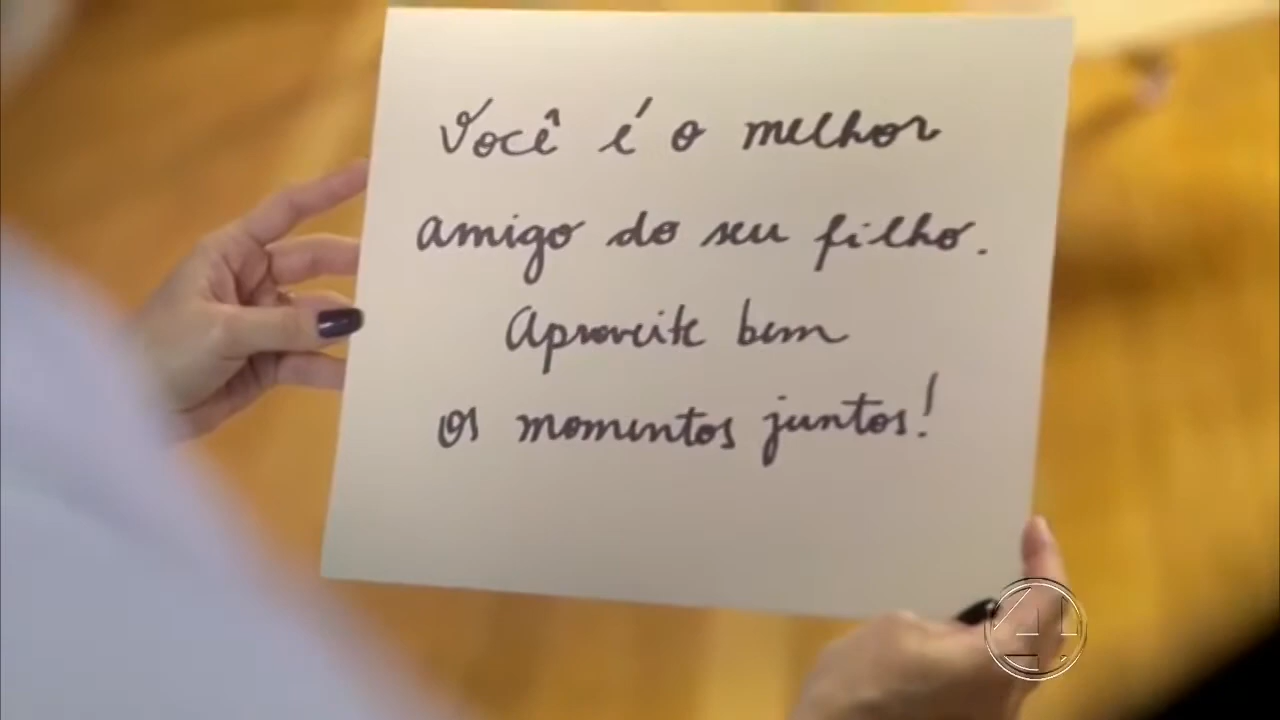 Você é o melhor
amigo do seu filho.
Aproveite bem
os momentos juntos!